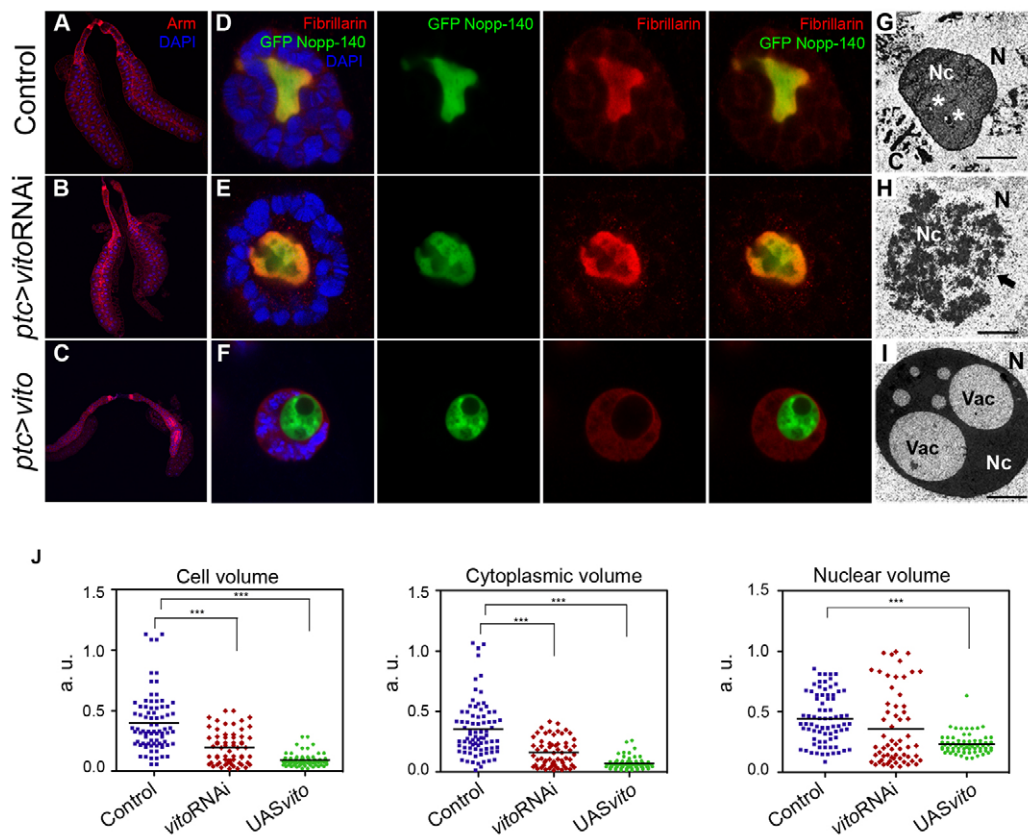 A Arm
DAPI
D Fibrillarin
GFP Nopp-140
DAPI
GFP Nopp-140
Fibrillarin
Fibrillarin
GFP Nopp-140
G N
Nc
* *
C
Control
B
E
H N
Nc
ptc>vitoRNAi
C
F
I N
Vac
Vac
Nc
ptc>vito
J
Cell volume
1.5
1.0
0.5
0.0
a. u.
***
***
Control
vitoRNAi
UASvito
Cytoplasmic volume
1.5
1.0
0.5
0.0
a. u.
***
***
Control
vitoRNAi
UASvito
Nuclear volume
1.5
1.0
0.5
0.0
a. u.
***
Control
vitoRNAi
UASvito